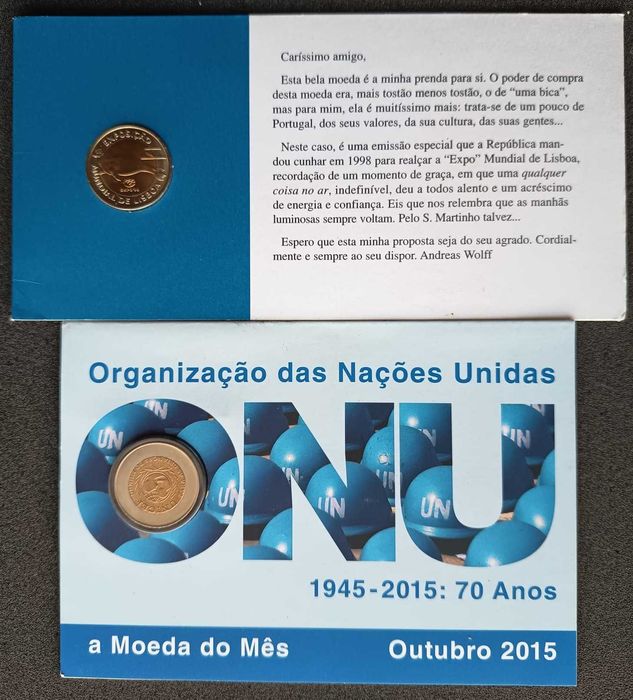 Caríssimo amigo,
Esta bela moeda é a minha prenda para si. O poder de compra
desta moeda era, mais tostão menos tostão, o de “uma bica”,
mas para mim, ela é muitíssimo mais: trata-se de um pouco de
Portugal, dos seus valores, da sua cultura, das suas gentes...
Neste caso, é uma emissão especial que a República man-
dou cunhar em 1998 para realçar a “Expo” Mundial de Lisboa,
recordação de um momento de graça, em que uma qualquer
coisa no ar, indefinível, deu a todos alento e um acréscimo
de energia e confiança. Eis que nos relembra que as manhãs
luminosas sempre voltam. Pelo S. Martinho talvez...
Espero que esta minha proposta seja do seu agrado. Cordial-
mente e sempre ao seu dispor. Andreas Wolff
EXPOSIÇÃO
MUNDIAL DE LISBOA
Organização das Nações Unidas
ONU
UN
UN
UN
UN
UN
UN
1945-2015: 70 Anos
a Moeda do Mês
Outubro 2015